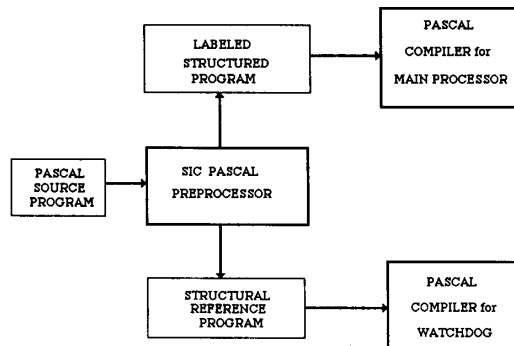 LABELED
STRUCTURED
PROGRAM
PASCAL
COMPILER for
MAIN PROCESSOR
PASCAL
SOURCE
PROGRAM
SIC PASCAL
PREPROCESSOR
STRUCTURAL
REFERENCE
PROGRAM
PASCAL
COMPILER for
WATCHDOG